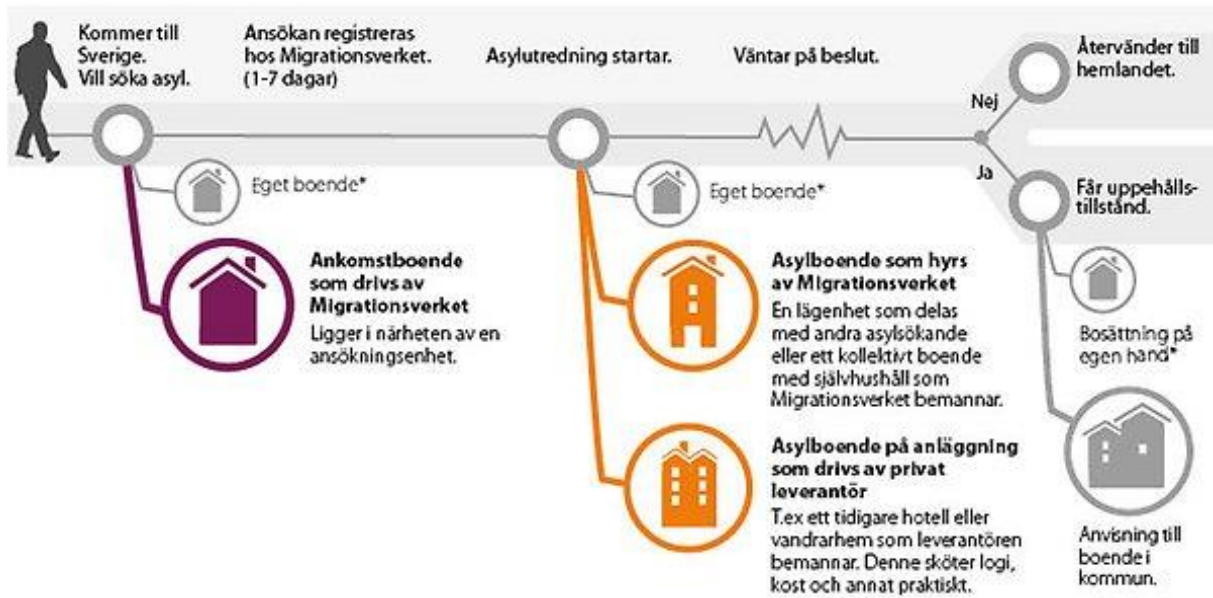 Kommer till
Sverige.
Vill söka asyl.
Ansökan registreras
hos Migrationsverket.
(1-7 dagar)
Asylutredning startar.
Väntar på beslut.
Nej
Ja
Återvänder till
hemlandet.
Får uppehålls-
tillstånd.
Eget boende*
Ankomstboende
som drivs av
Migrationsverket
Ligger i närheten av en
ansökningsenhet.
Eget boende*
Asylboende som hyrs
av Migrationsverket
En lägenhet som delas
med andra asylsökande
eller ett kollektivt boende
med självhushåll som
Migrationsverket bemannar.
Asylboende på anläggning
som drivs av privat
leverantör
T.ex ett tidigare hotell eller
vandrarhem som leverantören
bemannar. Denne sköter logi,
kost och annat praktiskt.
Bosättning på
egen hand*
Anvisning till
boende i
kommun.